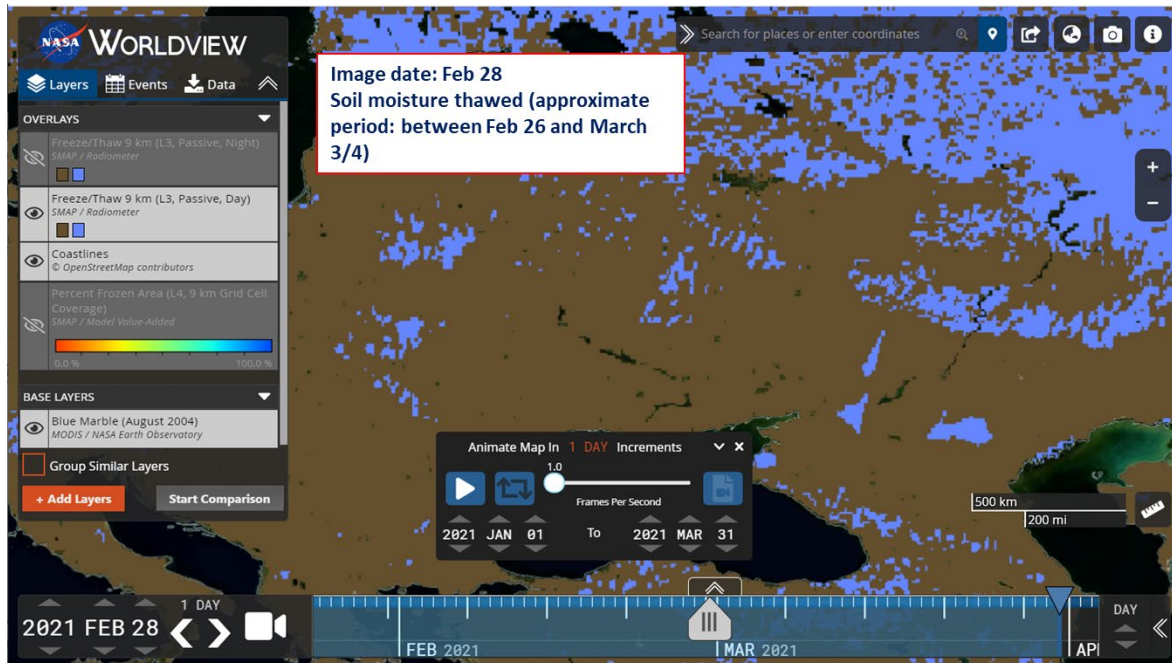 NASA
WORLDVIEW
Layers Events Data
OVERLAYS
Freeze/Thaw 9 km (L3, Passive, Night)
SMAP / Radiometer
Freeze/Thaw 9 km (L3, Passive, Day)
SMAP / Radiometer
Coastlines
© OpenStreetMap contributors
Percent Frozen Area (L4, 9 km Grid Cell
Coverage)
SMAP / Model Value-Added
0.0 % 100.0 %
BASE LAYERS
Blue Marble (August 2004)
MODIS / NASA Earth Observatory
Group Similar Layers
+ Add Layers Start Comparison
Image date: Feb 28
Soil moisture thawed (approximate
period: between Feb 26 and March
3/4)
Search for places or enter coordinates
+
−
Animate Map In 1 DAY Increments
1.0
Frames Per Second
2021 JAN 01 To 2021 MAR 31
500 km
200 mi
1 DAY
2021 FEB 28
FEB 2021 MAR 2021 AP
DAY